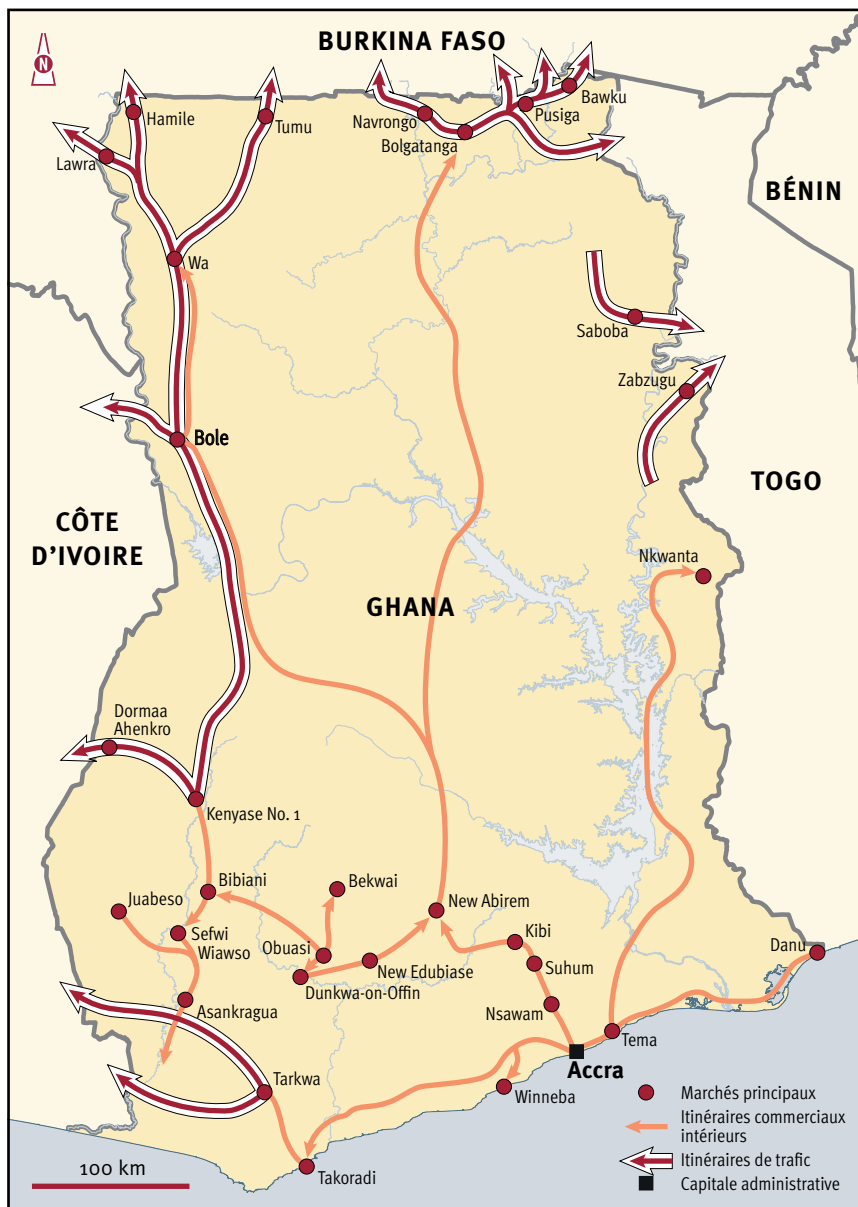 BURKINA FASO
N
Hamile
Tumu
Navrongo
Bolgatanga
Pusiga
Bawku
Lawra
BÉNIN
Wa
Saboba
Zabzugu
Bole
TOGO
CÔTE
D'IVOIRE
Nkwanta
GHANA
Dormaa
Ahenkro
Kenyase No. 1
Bibiani
Bekwai
Juabeso
New Abirem
Sefwi
Wiawso
Obuasi
Kibi
Danu
New Edubiase
Suhum
Dunkwa-on-Offin
Asankragua
Nsawam
Tema
Accra
Tarkwa
Winneba
Takoradi
Marchés principaux
Itinéraires commerciaux
intérieurs
Itinéraires de trafic
Capitale administrative
100 km